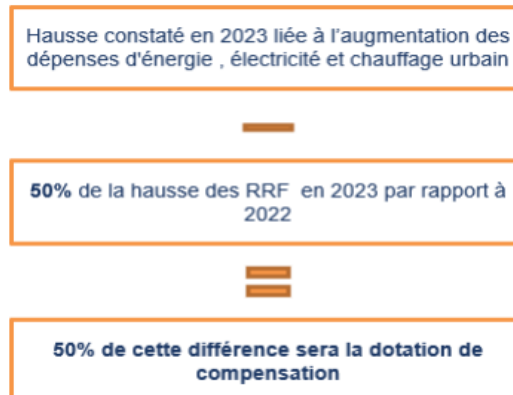 Hausse constaté en 2023 liée à l'augmentation des
dépenses d'énergie , électricité et chauffage urbain
50% de la hausse des RRF en 2023 par rapport à
2022
50% de cette différence sera la dotation de
compensation